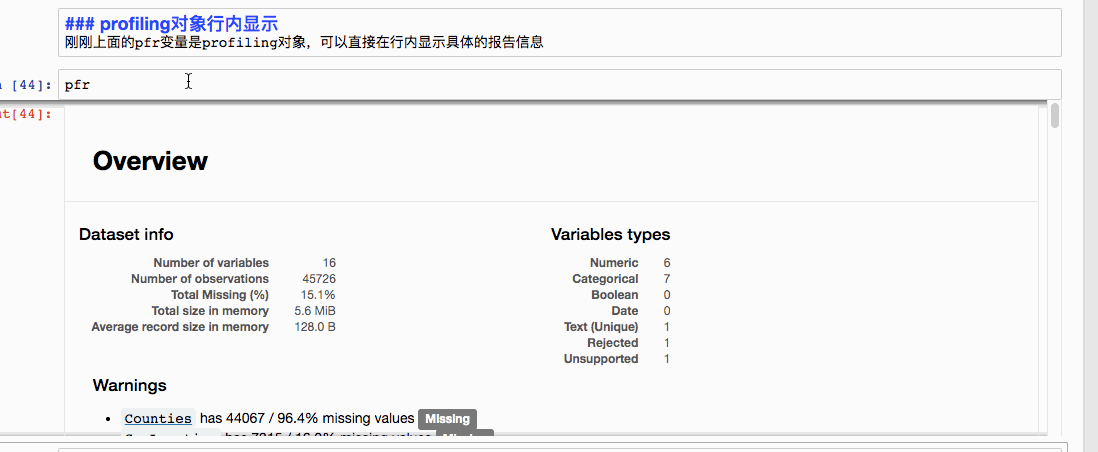 ### profiling对象行内显示
刚刚上面的pfr变量是profiling对象，可以直接在行内显示具体的报告信息
[44]: pfr
t[44]:
Overview
Dataset info
Number of variables 16
Number of observations 45726
Total Missing (%) 15.1%
Total size in memory 5.6 MiB
Average record size in memory 128.0 B
Variables types
Numeric 6
Categorical 7
Boolean 0
Date 0
Text (Unique) 1
Rejected 1
Unsupported 1
Warnings
• Counties has 44067 / 96.4% missing values Missing